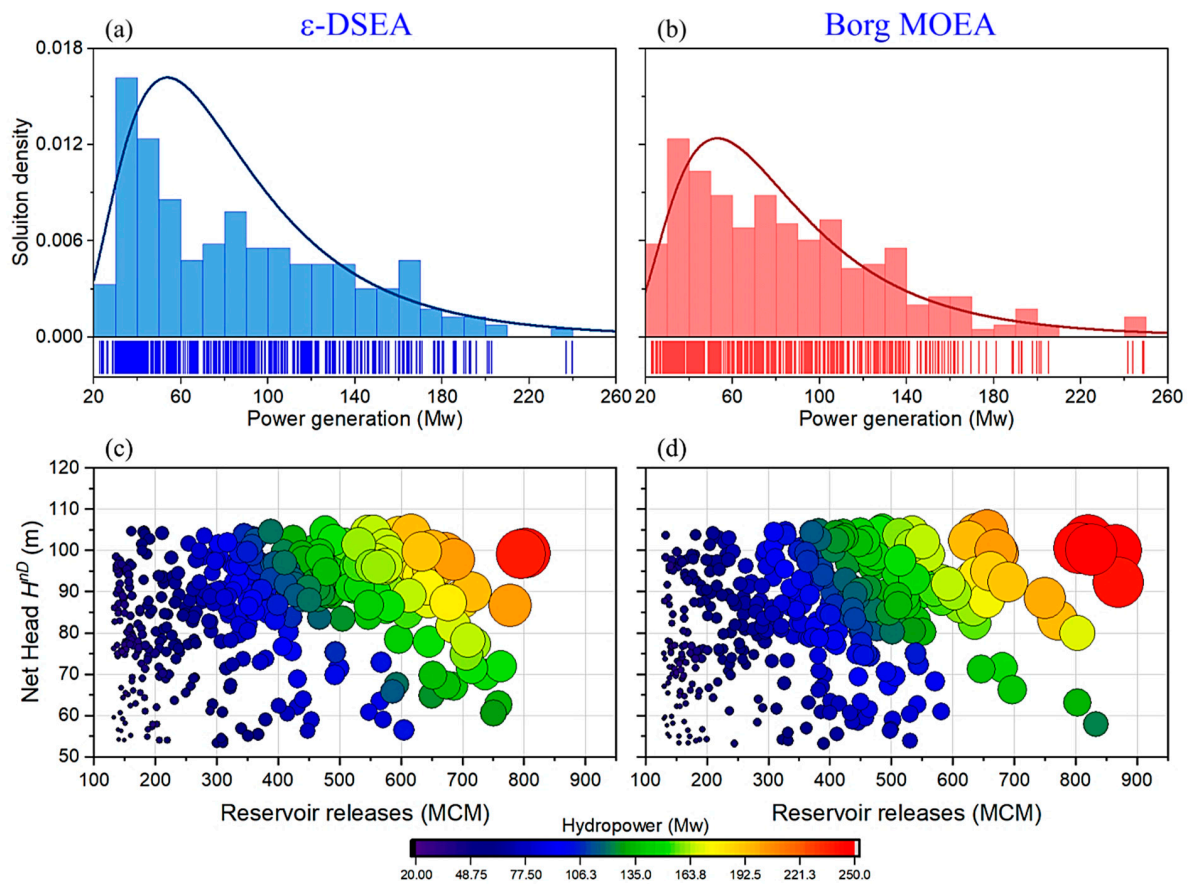 (a) ε-DSEA (b) Borg MOEA
0.018
0.012
0.006
0.000
Soluiton density
20 60 100 140 180 220 260 20 60 100 140 180 220 260
Power generation (Mw) Power generation (Mw)
(c) (d)
120
110
100
90
80
70
60
50
Net Head H^nD (m)
100 200 300 400 500 600 700 800 900 100 200 300 400 500 600 700 800 900
Reservoir releases (MCM) Reservoir releases (MCM)
Hydropower (Mw)
20.00 48.75 77.50 106.3 135.0 163.8 192.5 221.3 250.0